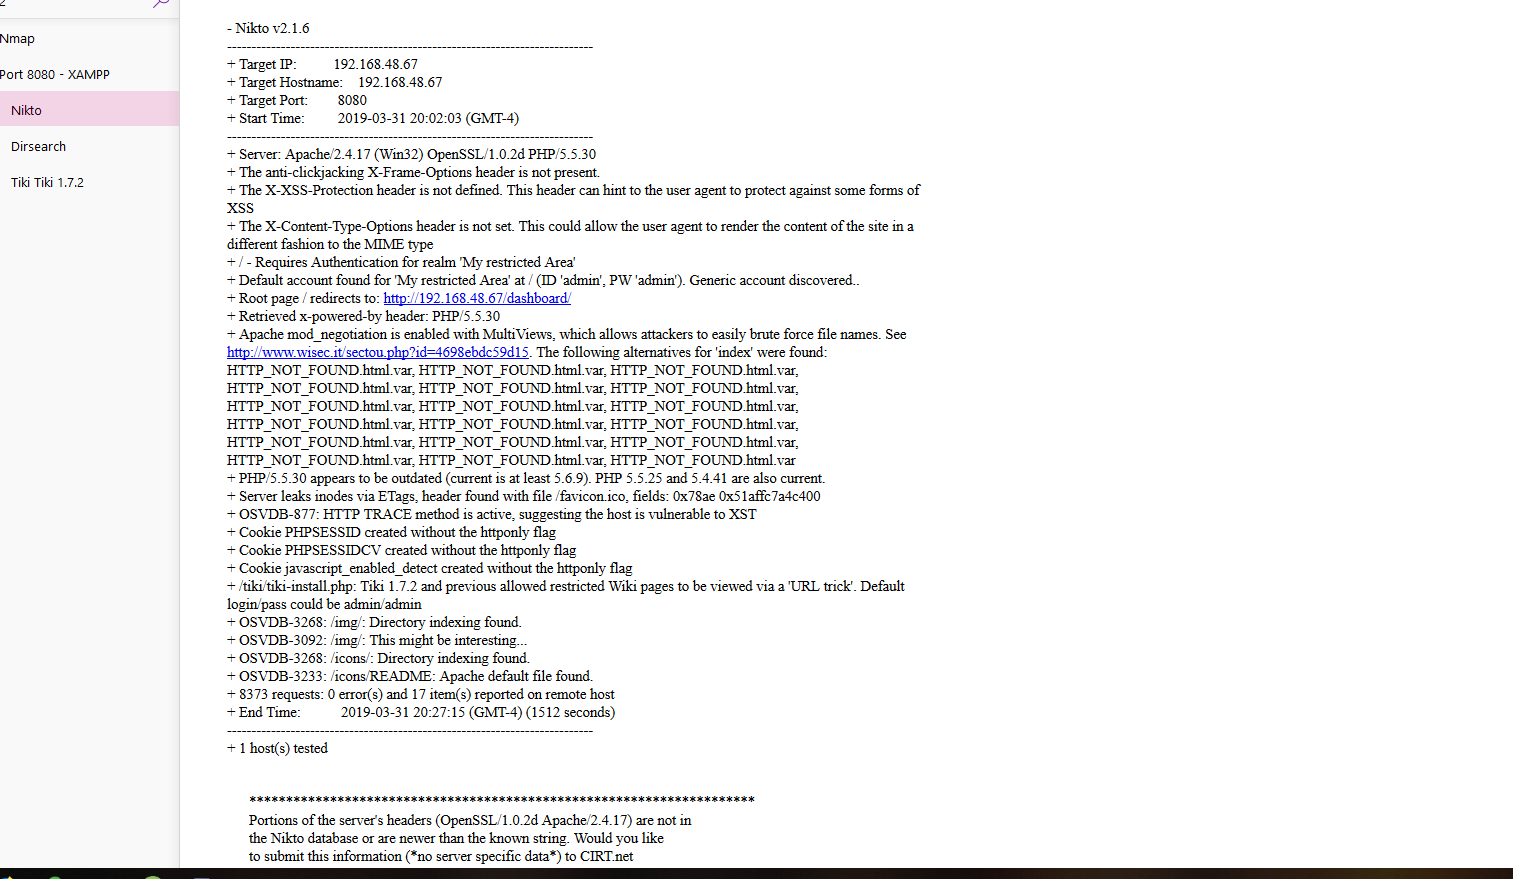 2
Nmap
Port 8080 - XAMPP
Nikto
Dirsearch
Tiki Tiki 1.7.2
- Nikto v2.1.6
---------------------------------------------------------------------------
+ Target IP: 192.168.48.67
+ Target Hostname: 192.168.48.67
+ Target Port: 8080
+ Start Time: 2019-03-31 20:02:03 (GMT-4)
---------------------------------------------------------------------------
+ Server: Apache/2.4.17 (Win32) OpenSSL/1.0.2d PHP/5.5.30
+ The anti-clickjacking X-Frame-Options header is not present.
+ The X-XSS-Protection header is not defined. This header can hint to the user agent to protect against some forms of
XSS
+ The X-Content-Type-Options header is not set. This could allow the user agent to render the content of the site in a
different fashion to the MIME type
+ / - Requires Authentication for realm 'My restricted Area'
+ Default account found for 'My restricted Area' at / (ID 'admin', PW 'admin'). Generic account discovered..
+ Root page / redirects to: http://192.168.48.67/dashboard/
+ Retrieved x-powered-by header: PHP/5.5.30
+ Apache mod_negotiation is enabled with MultiViews, which allows attackers to easily brute force file names. See
http://www.wisec.it/sectou.php?id=4698ebdc59d15. The following alternatives for 'index' were found:
HTTP_NOT_FOUND.html.var, HTTP_NOT_FOUND.html.var, HTTP_NOT_FOUND.html.var,
HTTP_NOT_FOUND.html.var, HTTP_NOT_FOUND.html.var, HTTP_NOT_FOUND.html.var,
HTTP_NOT_FOUND.html.var, HTTP_NOT_FOUND.html.var, HTTP_NOT_FOUND.html.var,
HTTP_NOT_FOUND.html.var, HTTP_NOT_FOUND.html.var, HTTP_NOT_FOUND.html.var,
HTTP_NOT_FOUND.html.var, HTTP_NOT_FOUND.html.var, HTTP_NOT_FOUND.html.var,
HTTP_NOT_FOUND.html.var, HTTP_NOT_FOUND.html.var, HTTP_NOT_FOUND.html.var
+ PHP/5.5.30 appears to be outdated (current is at least 5.6.9). PHP 5.5.25 and 5.4.41 are also current.
+ Server leaks inodes via ETags, header found with file /favicon.ico, fields: 0x78ae 0x51affc7a4c400
+ OSVDB-877: HTTP TRACE method is active, suggesting the host is vulnerable to XST
+ Cookie PHPSESSID created without the httponly flag
+ Cookie PHPSESSIDCV created without the httponly flag
+ Cookie javascript_enabled_detect created without the httponly flag
+ /tiki/tiki-install.php: Tiki 1.7.2 and previous allowed restricted Wiki pages to be viewed via a 'URL trick'. Default
login/pass could be admin/admin
+ OSVDB-3268: /img/: Directory indexing found.
+ OSVDB-3092: /img/: This might be interesting...
+ OSVDB-3268: /icons/: Directory indexing found.
+ OSVDB-3233: /icons/README: Apache default file found.
+ 8373 requests: 0 error(s) and 17 item(s) reported on remote host
+ End Time: 2019-03-31 20:27:15 (GMT-4) (1512 seconds)
---------------------------------------------------------------------------
+ 1 host(s) tested
*********************************************************************
Portions of the server's headers (OpenSSL/1.0.2d Apache/2.4.17) are not in
the Nikto database or are newer than the known string. Would you like
to submit this information (*no server specific data*) to CIRT.net